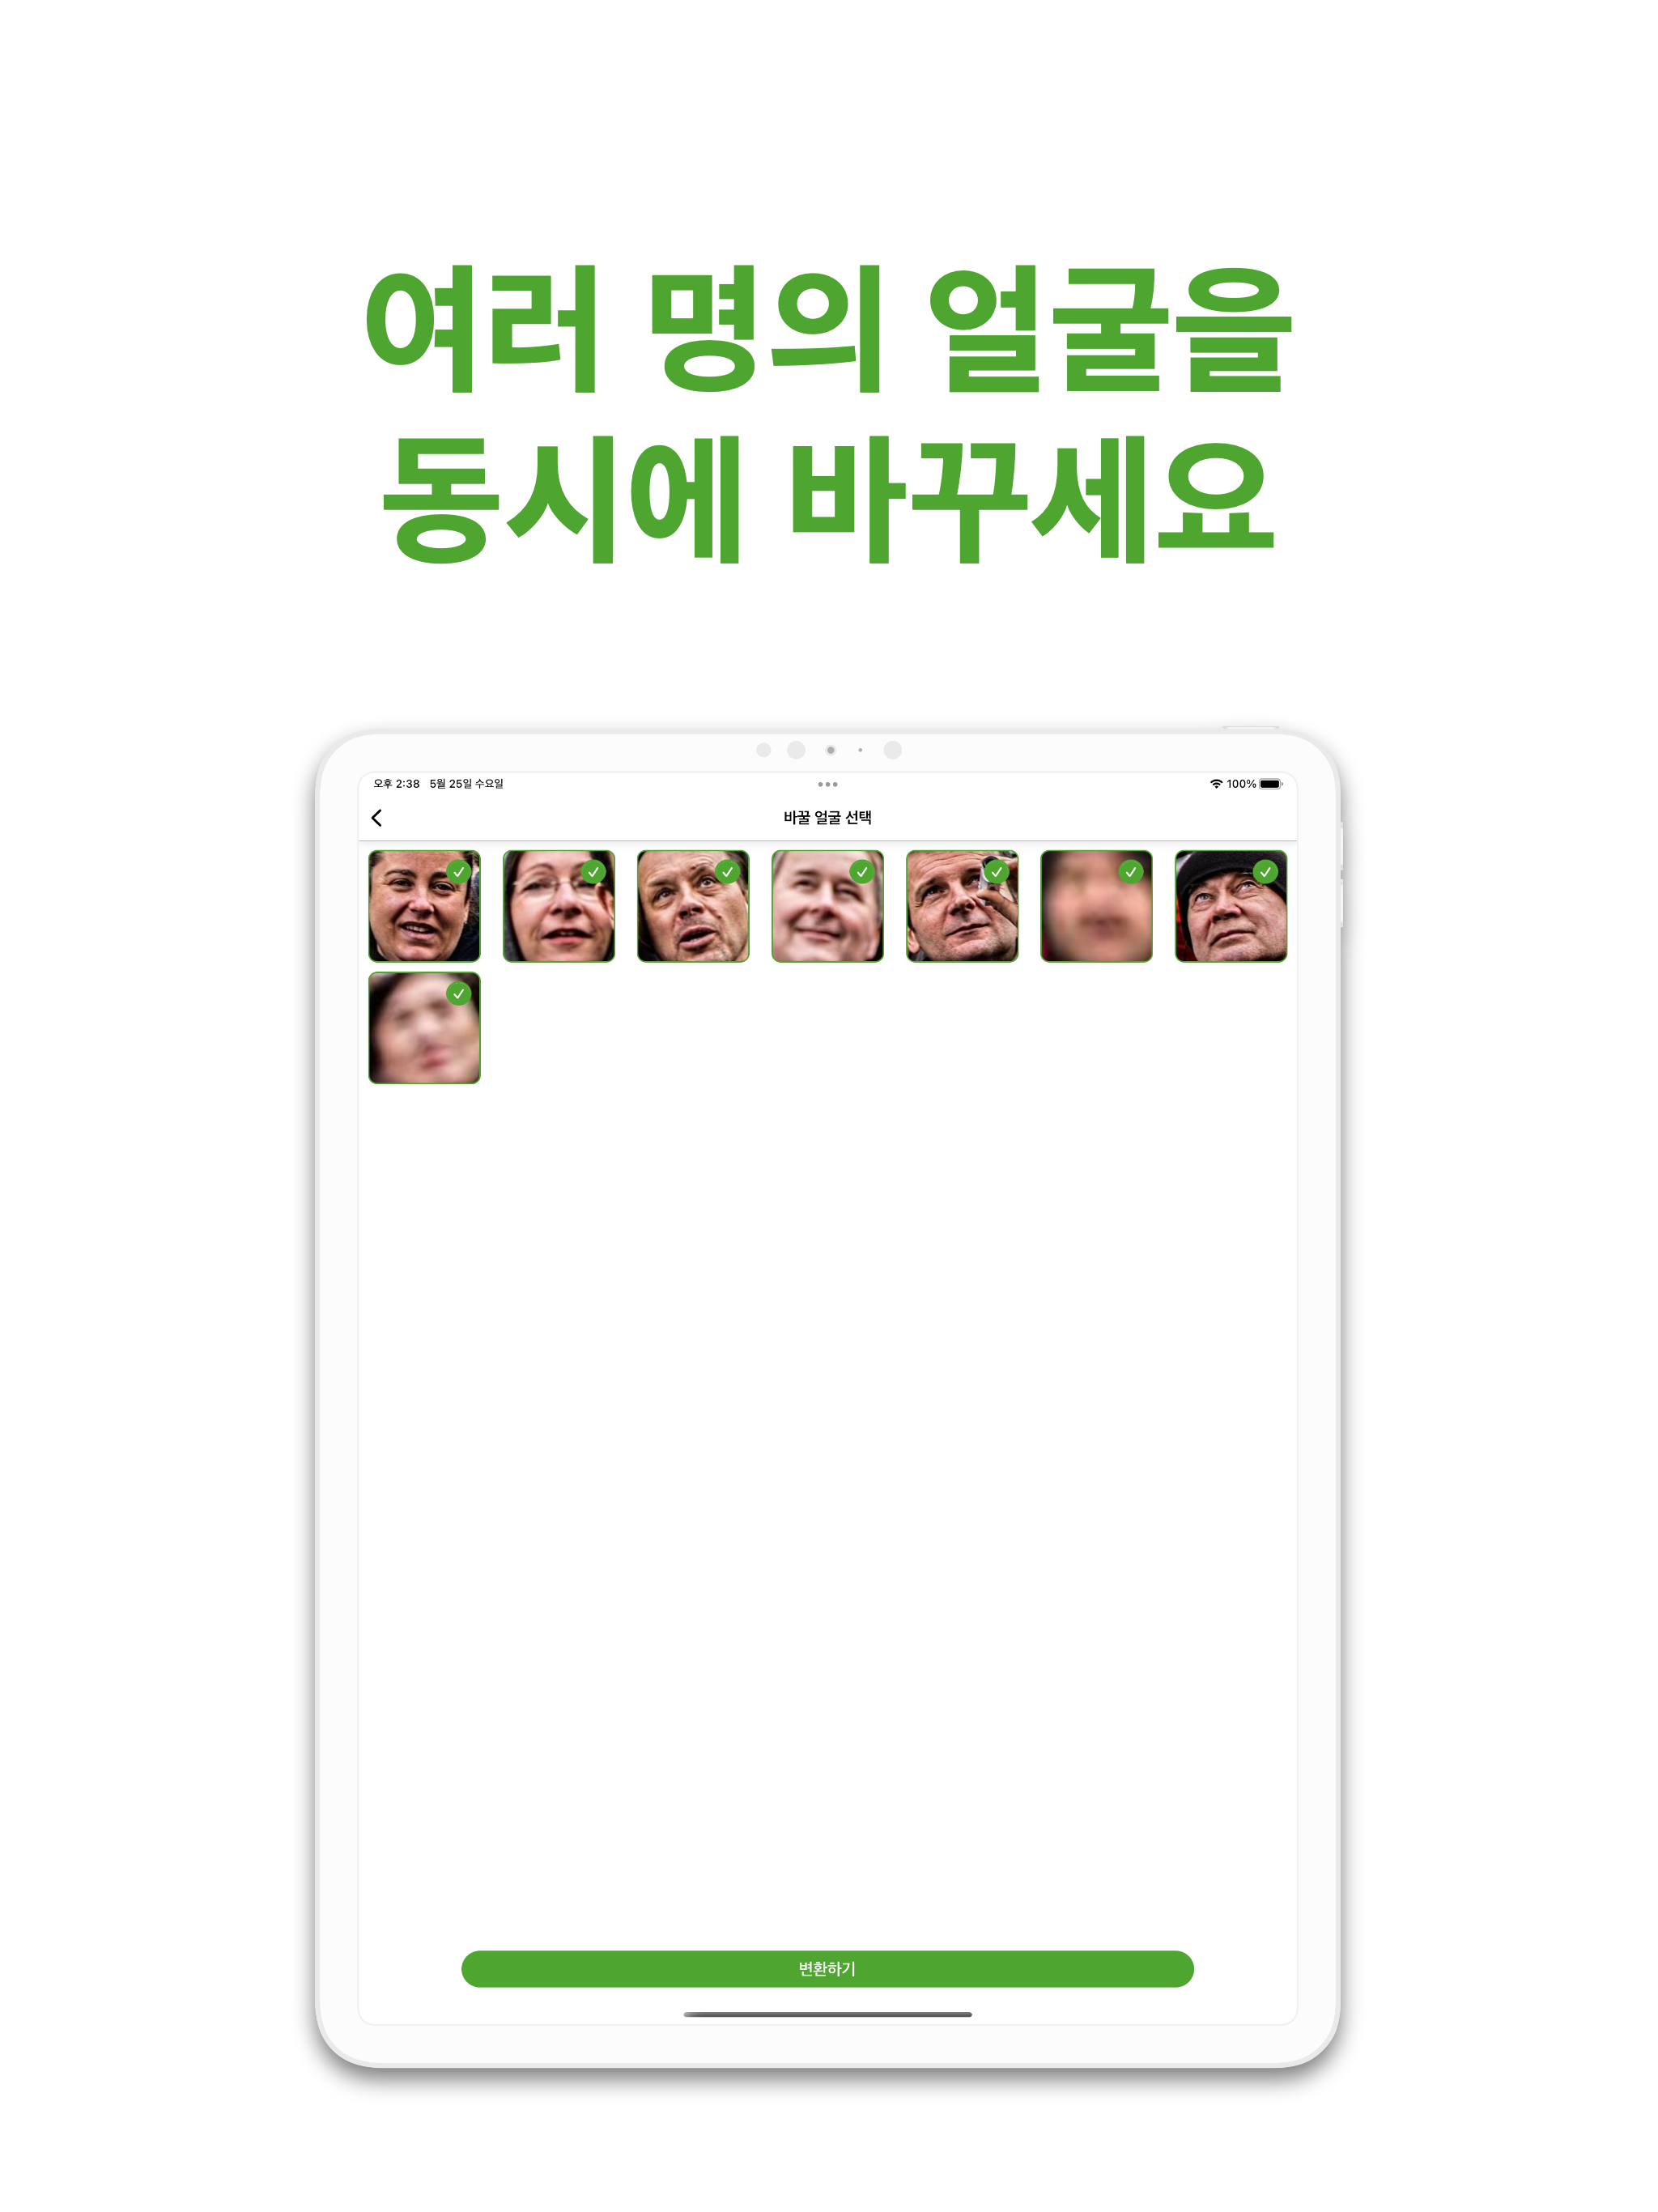 여러 명의 얼굴을
동시에 바꾸세요
오후 2:38 5월 25일 수요일
100%
바꿀 얼굴 선택
변환하기